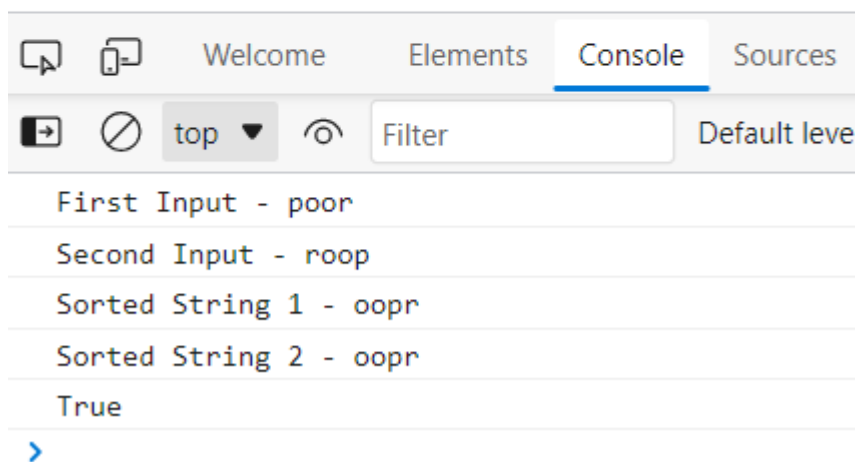 Welcome Elements Console Sources
top Filter Default leve
First Input - poor
Second Input - roop
Sorted String 1 - oopr
Sorted String 2 - oopr
True